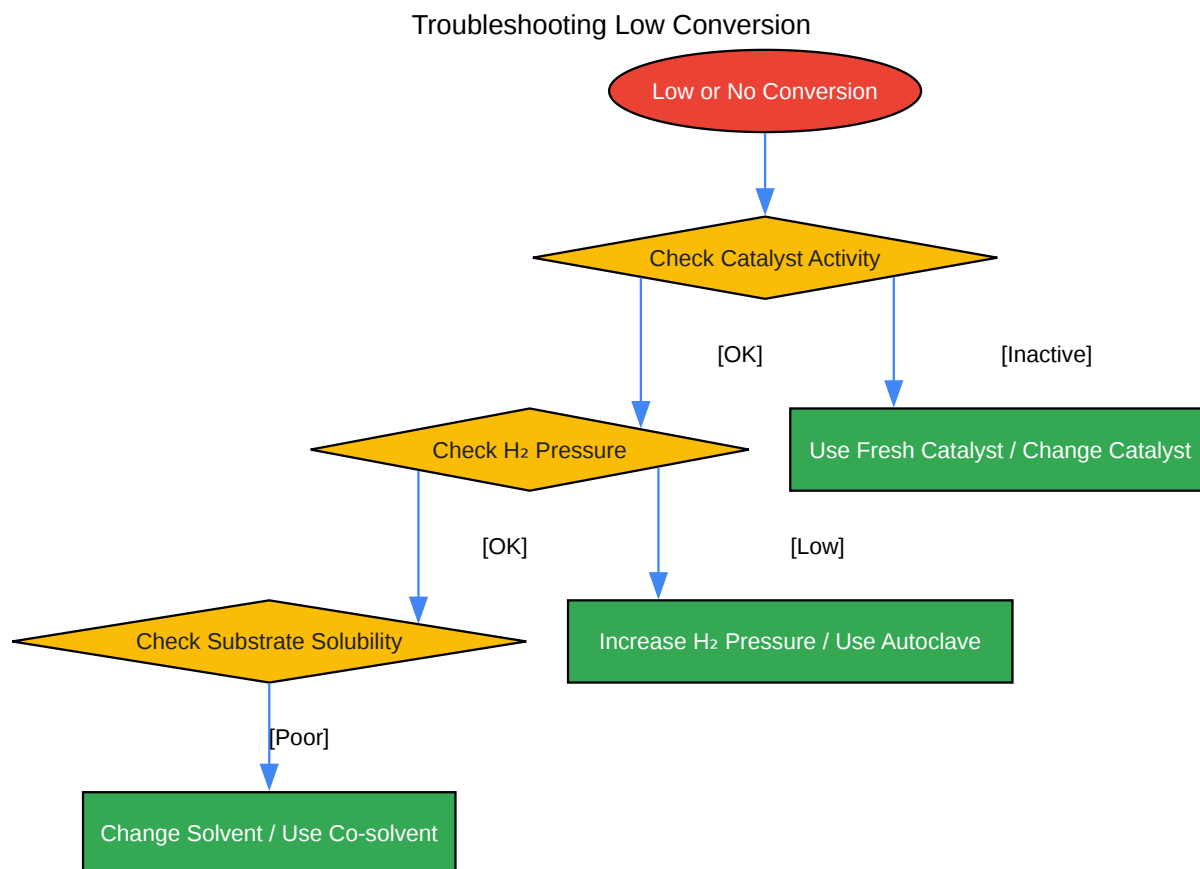 Troubleshooting Low Conversion
Low or No Conversion
Check Catalyst Activity
[OK]
[Inactive]
Check H₂ Pressure
Use Fresh Catalyst / Change Catalyst
[OK]
[Low]
Check Substrate Solubility
Increase H₂ Pressure / Use Autoclave
[Poor]
Change Solvent / Use Co-solvent